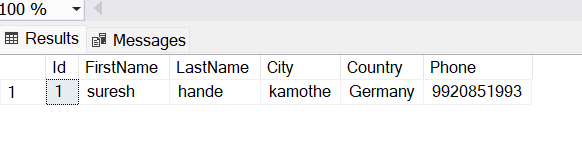 100 %
Results Messages
Id FirstName LastName City Country Phone
1 1 suresh hande kamothe Germany 9920851993